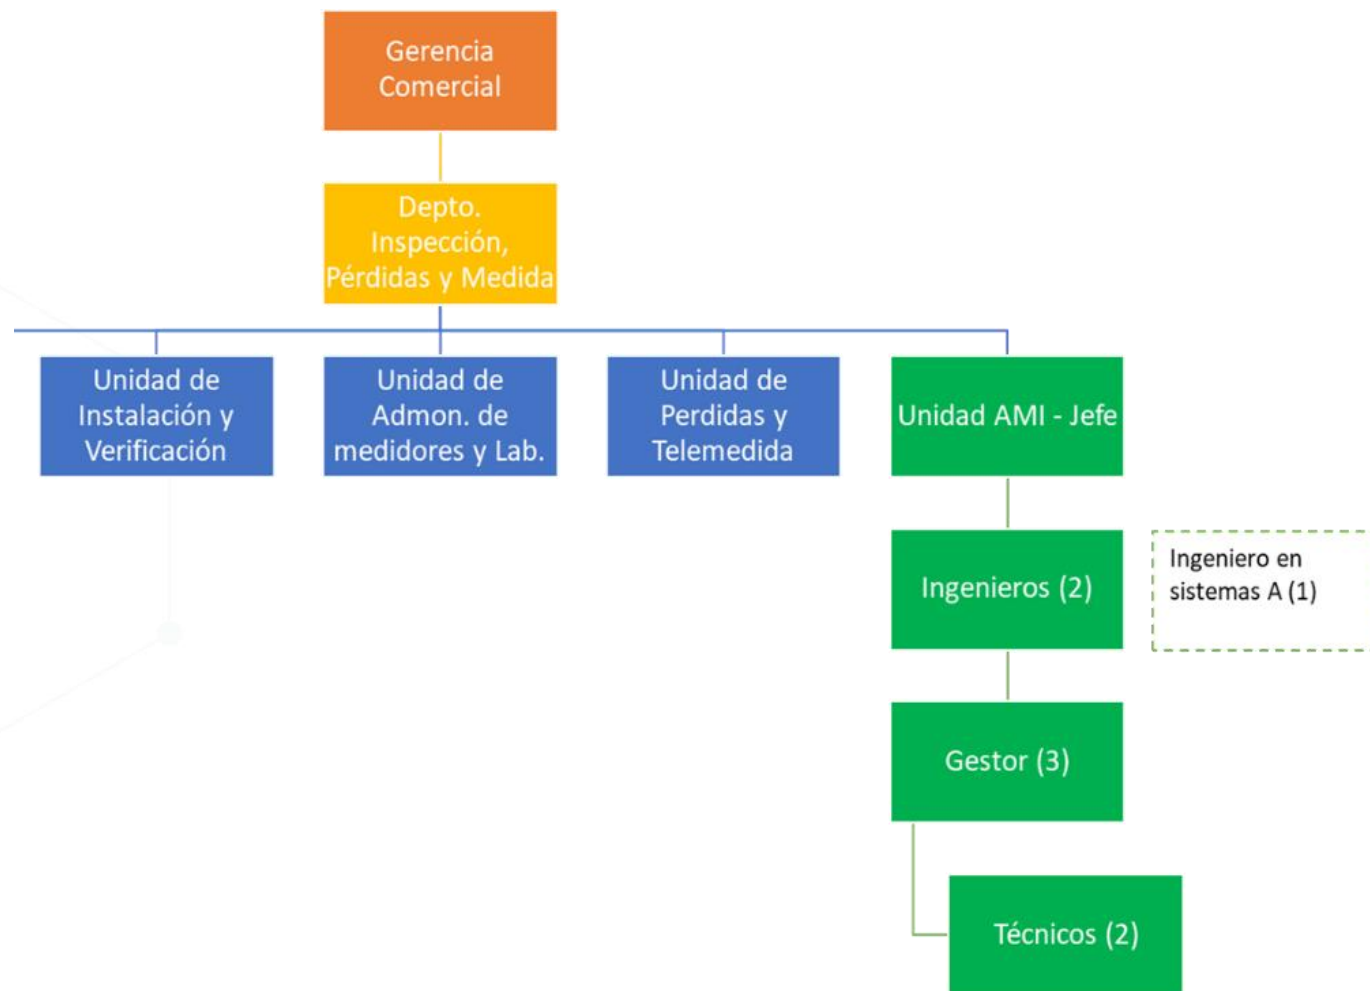 Gerencia
Comercial
Depto.
Inspección,
Pérdidas y Medida
Unidad de
Instalación y
Verificación
Unidad de
Admon. de
medidores y Lab.
Unidad de
Perdidas y
Telemedida
Unidad AMI - Jefe
Ingenieros (2)
Ingeniero en
sistemas A (1)
Gestor (3)
Técnicos (2)